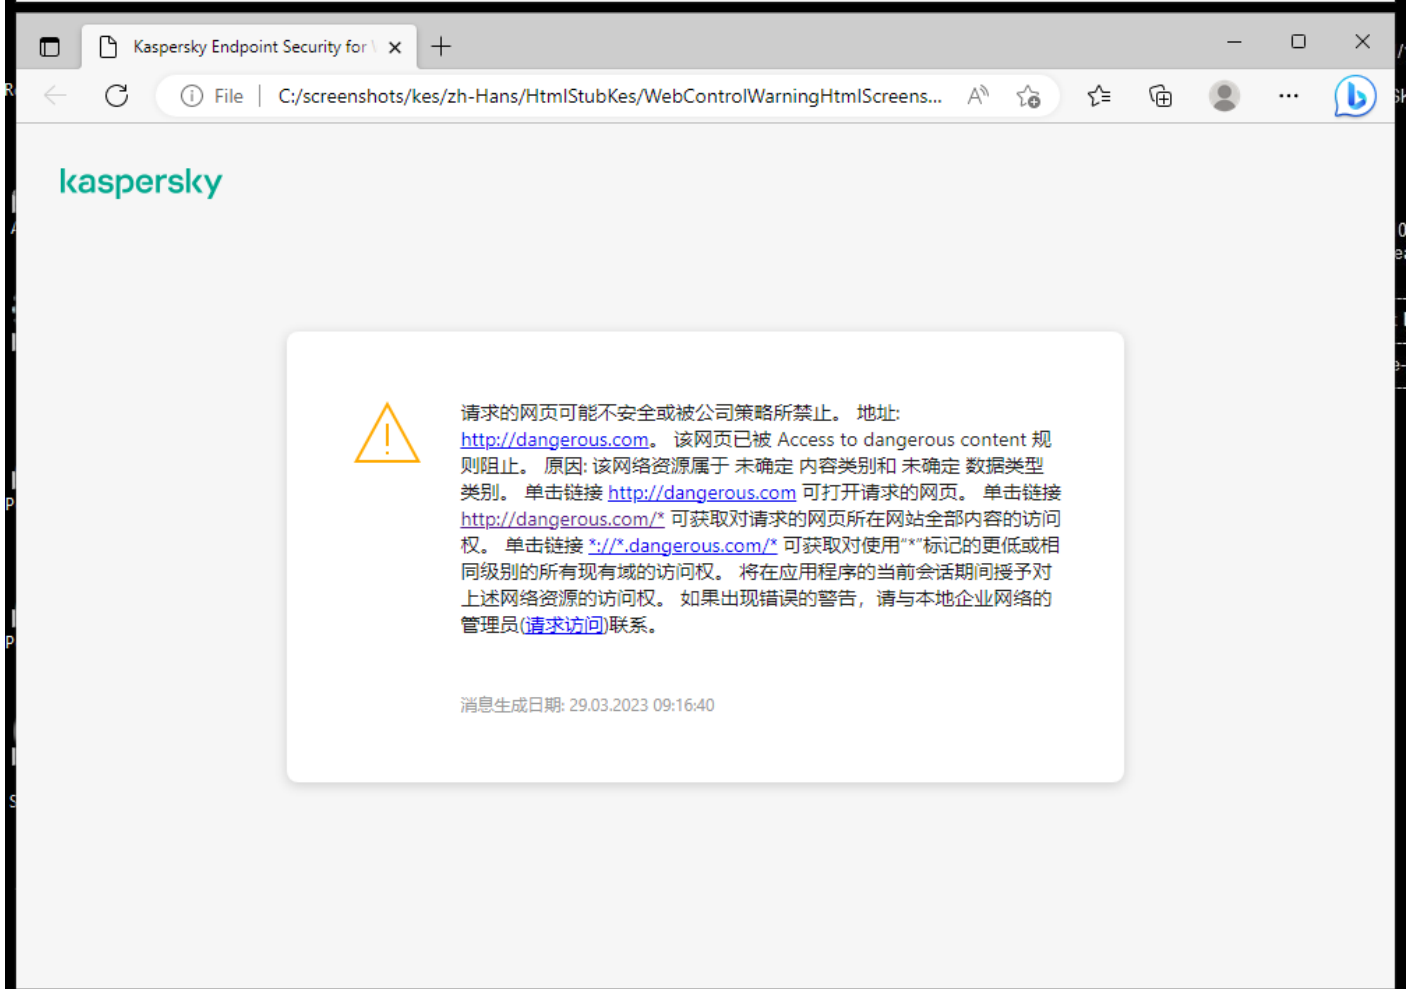 Kaspersky Endpoint Security for
File
C:/screenshots/kes/zh-Hans/HtmlStubKes/WebControlWarningHtmlScreens...
kaspersky
请求的网页可能不安全或被公司策略所禁止。 地址:
http://dangerous.com。 该网页已被 Access to dangerous content 规
则阻止。 原因: 该网络资源属于 未确定 内容类别和 未确定 数据类型
类别。 单击链接 http://dangerous.com 可打开请求的网页。 单击链接
http://dangerous.com/* 可获取对请求的网页所在网站全部内容的访问
权。 单击链接 *://*.dangerous.com/* 可获取对使用“*”标记的更低或相
同级别的所有现有域的访问权。 将在应用程序的当前会话期间授予对
上述网络资源的访问权。 如果出现错误的警告，请与本地企业网络的
管理员(请求访问)联系。
消息生成日期: 29.03.2023 09:16:40